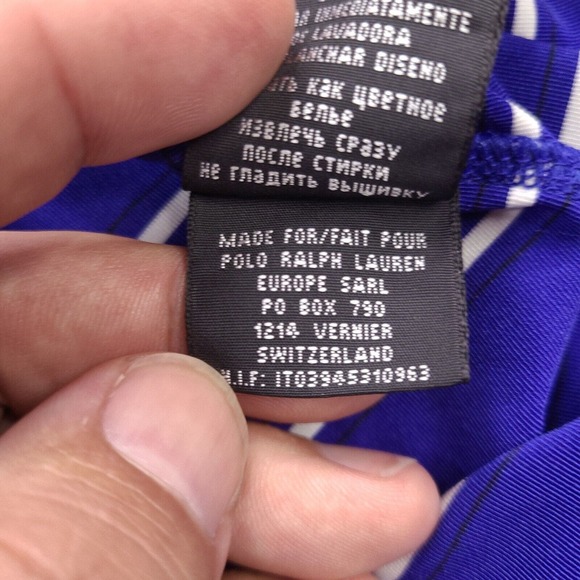 INMEDIATAMENTE
LAVADORA
PLANCHAR DISENO
КАК ЦВЕТНОЕ
БЕЛЬЕ
ИЗВЛЕЧЬ СРАЗУ
ПОСЛЕ СТИРКИ
НЕ ГЛАДИТЬ ВЫШИВКУ
MADE FOR/FAIT POUR
POLO RALPH LAUREN
EUROPE SARL
PO BOX 790
1214 VERNIER
SWITZERLAND
N.I.F: IT03945310963